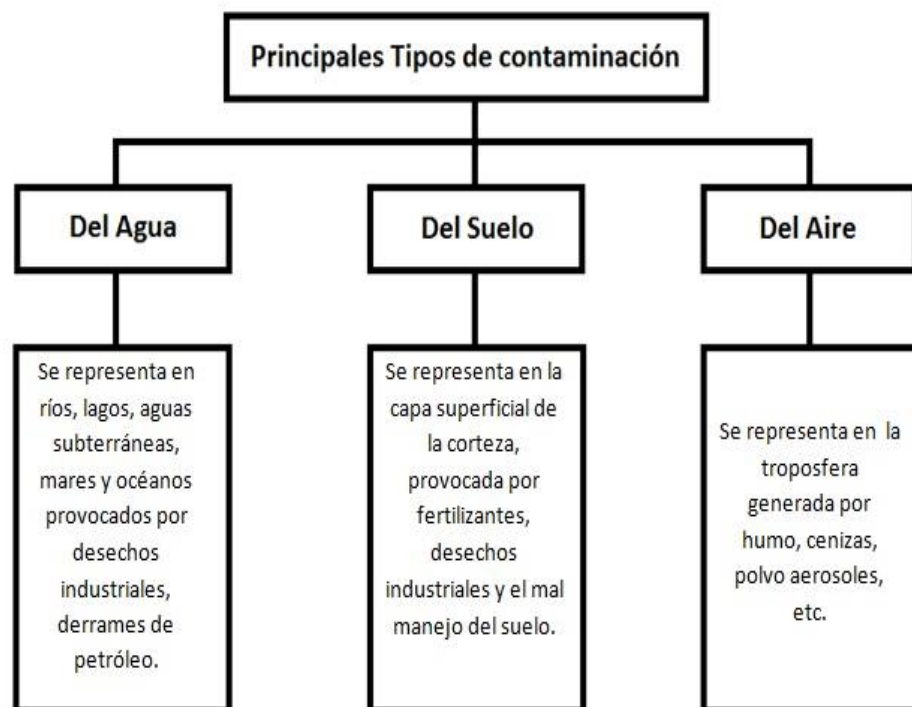 Principales Tipos de contaminación
Del Agua
Se representa en
ríos, lagos, aguas
subterráneas,
mares y océanos
provocados por
desechos
industriales,
derrames de
petróleo.
Del Suelo
Se representa en la
capa superficial de
la corteza,
provocada por
fertilizantes,
desechos
industriales y el mal
manejo del suelo.
Del Aire
Se representa en la
troposfera
generada por
humo, cenizas,
polvo aerosoles,
etc.